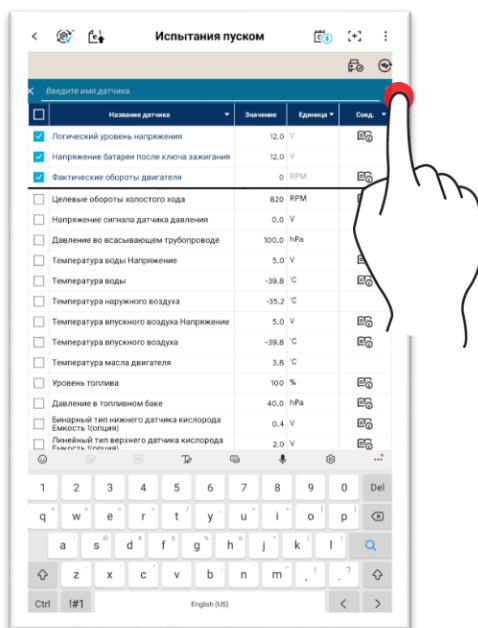 Испытания пуском
Введите имя датчика.
Название датчика Значение Единица Соед.
Логический уровень напряжения 12.0 V
Напряжение батареи после ключа зажигания 12.0 V
Фактические обороты двигателя 0 RPM
Целевые обороты холостого хода 820 RPM
Напряжение сигнала датчика давления 0.0 V
Давление во всасывающем трубопроводе 100.0 hPa
Температура воды Напряжение 5.0 V
Температура воды -39.8 °C
Температура наружного воздуха -35.2 °C
Температура впускного воздуха Напряжение 5.0 V
Температура впускного воздуха -39.8 °C
Температура масла двигателя 3.8 °C
Уровень топлива 100 %
Давление в топливном баке 40.0 hPa
Бинарный тип нижнего датчика кислорода
Емкость 1(опция) 0.4 V
Линейный тип верхнего датчика кислорода
Емкость 1(опция) 2.0 V
1 2 3 4 5 6 7 8 9 0 Del
q w e r t y u i o p
a s d f g h j k l
z x c v b n m , ! . ?
Ctrl !#1 English (US) < >